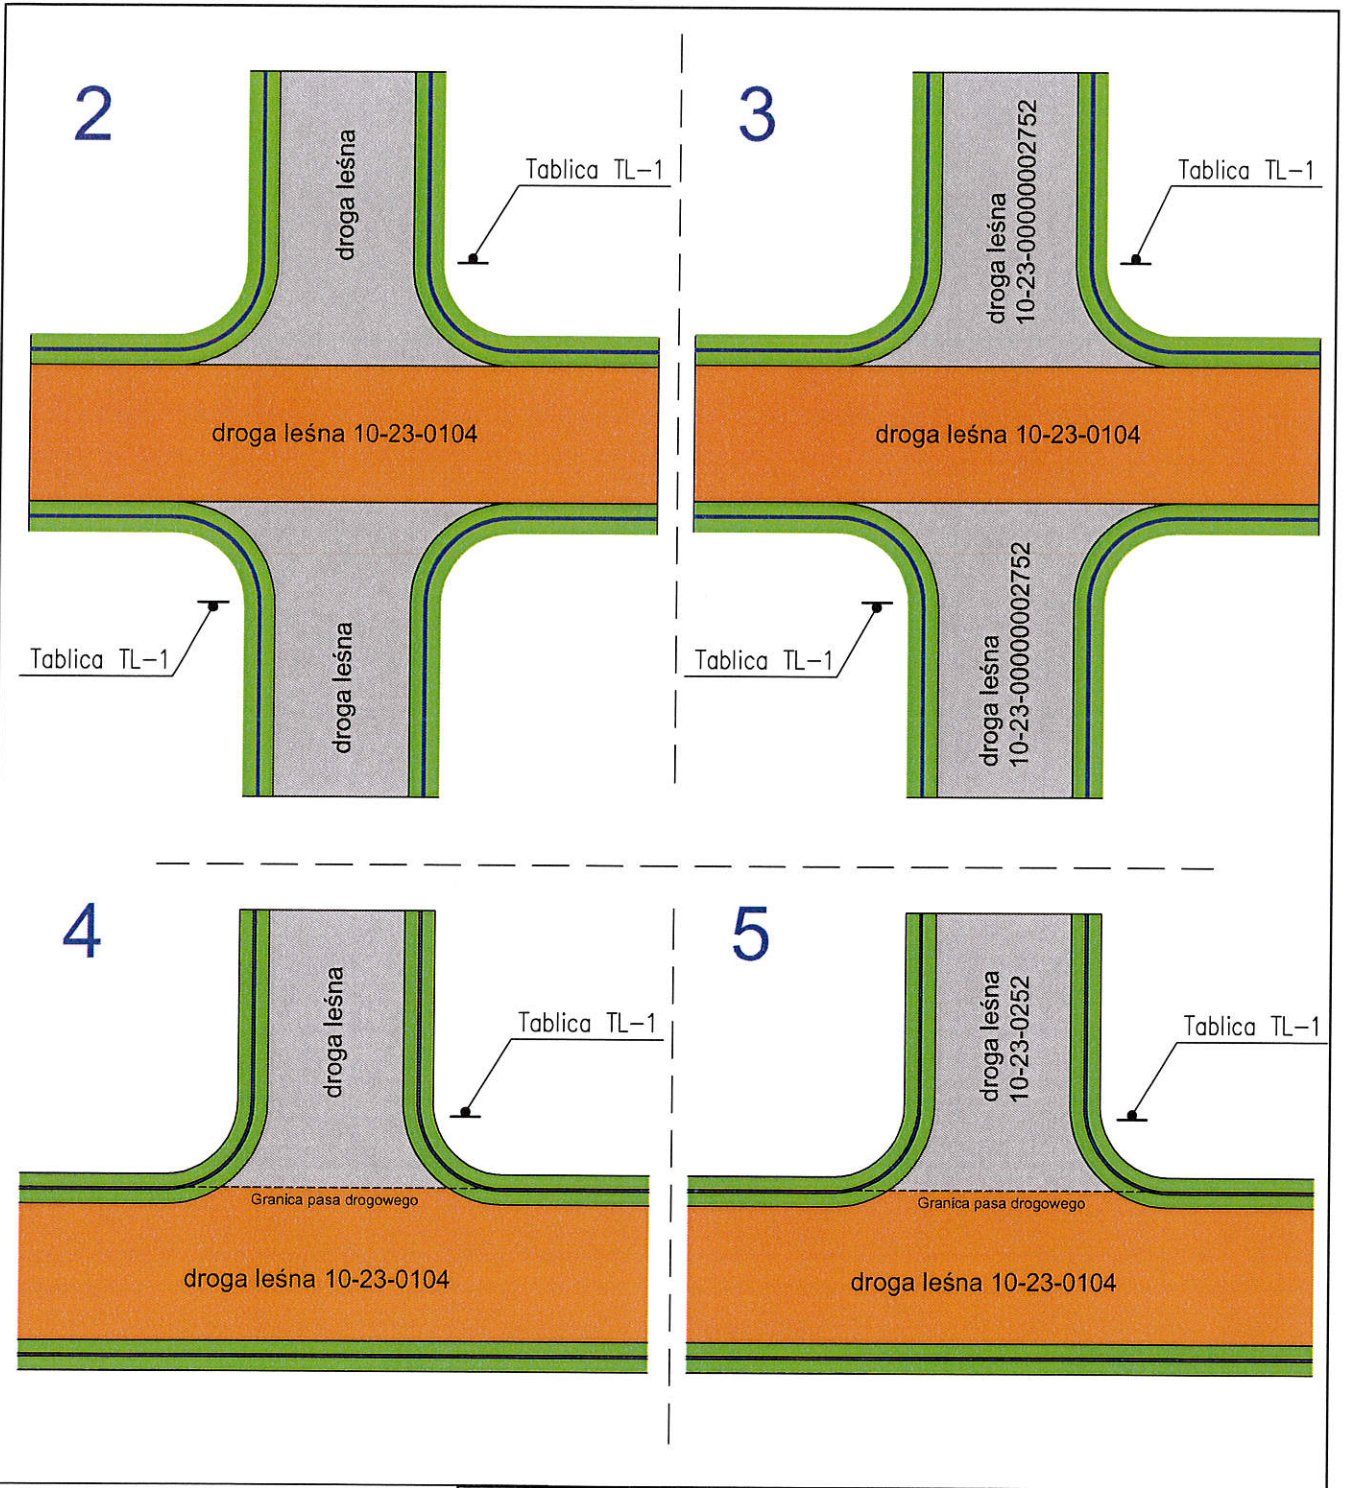 2
droga leśna
Tablica TL-1
droga leśna 10-23-0104
Tablica TL-1
droga leśna
3
droga leśna
10-23-00000002752
Tablica TL-1
droga leśna 10-23-0104
Tablica TL-1
droga leśna
10-23-00000002752
4
droga leśna
Tablica TL-1
Granica pasa drogowego
droga leśna 10-23-0104
5
droga leśna
10-23-0252
Tablica TL-1
Granica pasa drogowego
droga leśna 10-23-0104